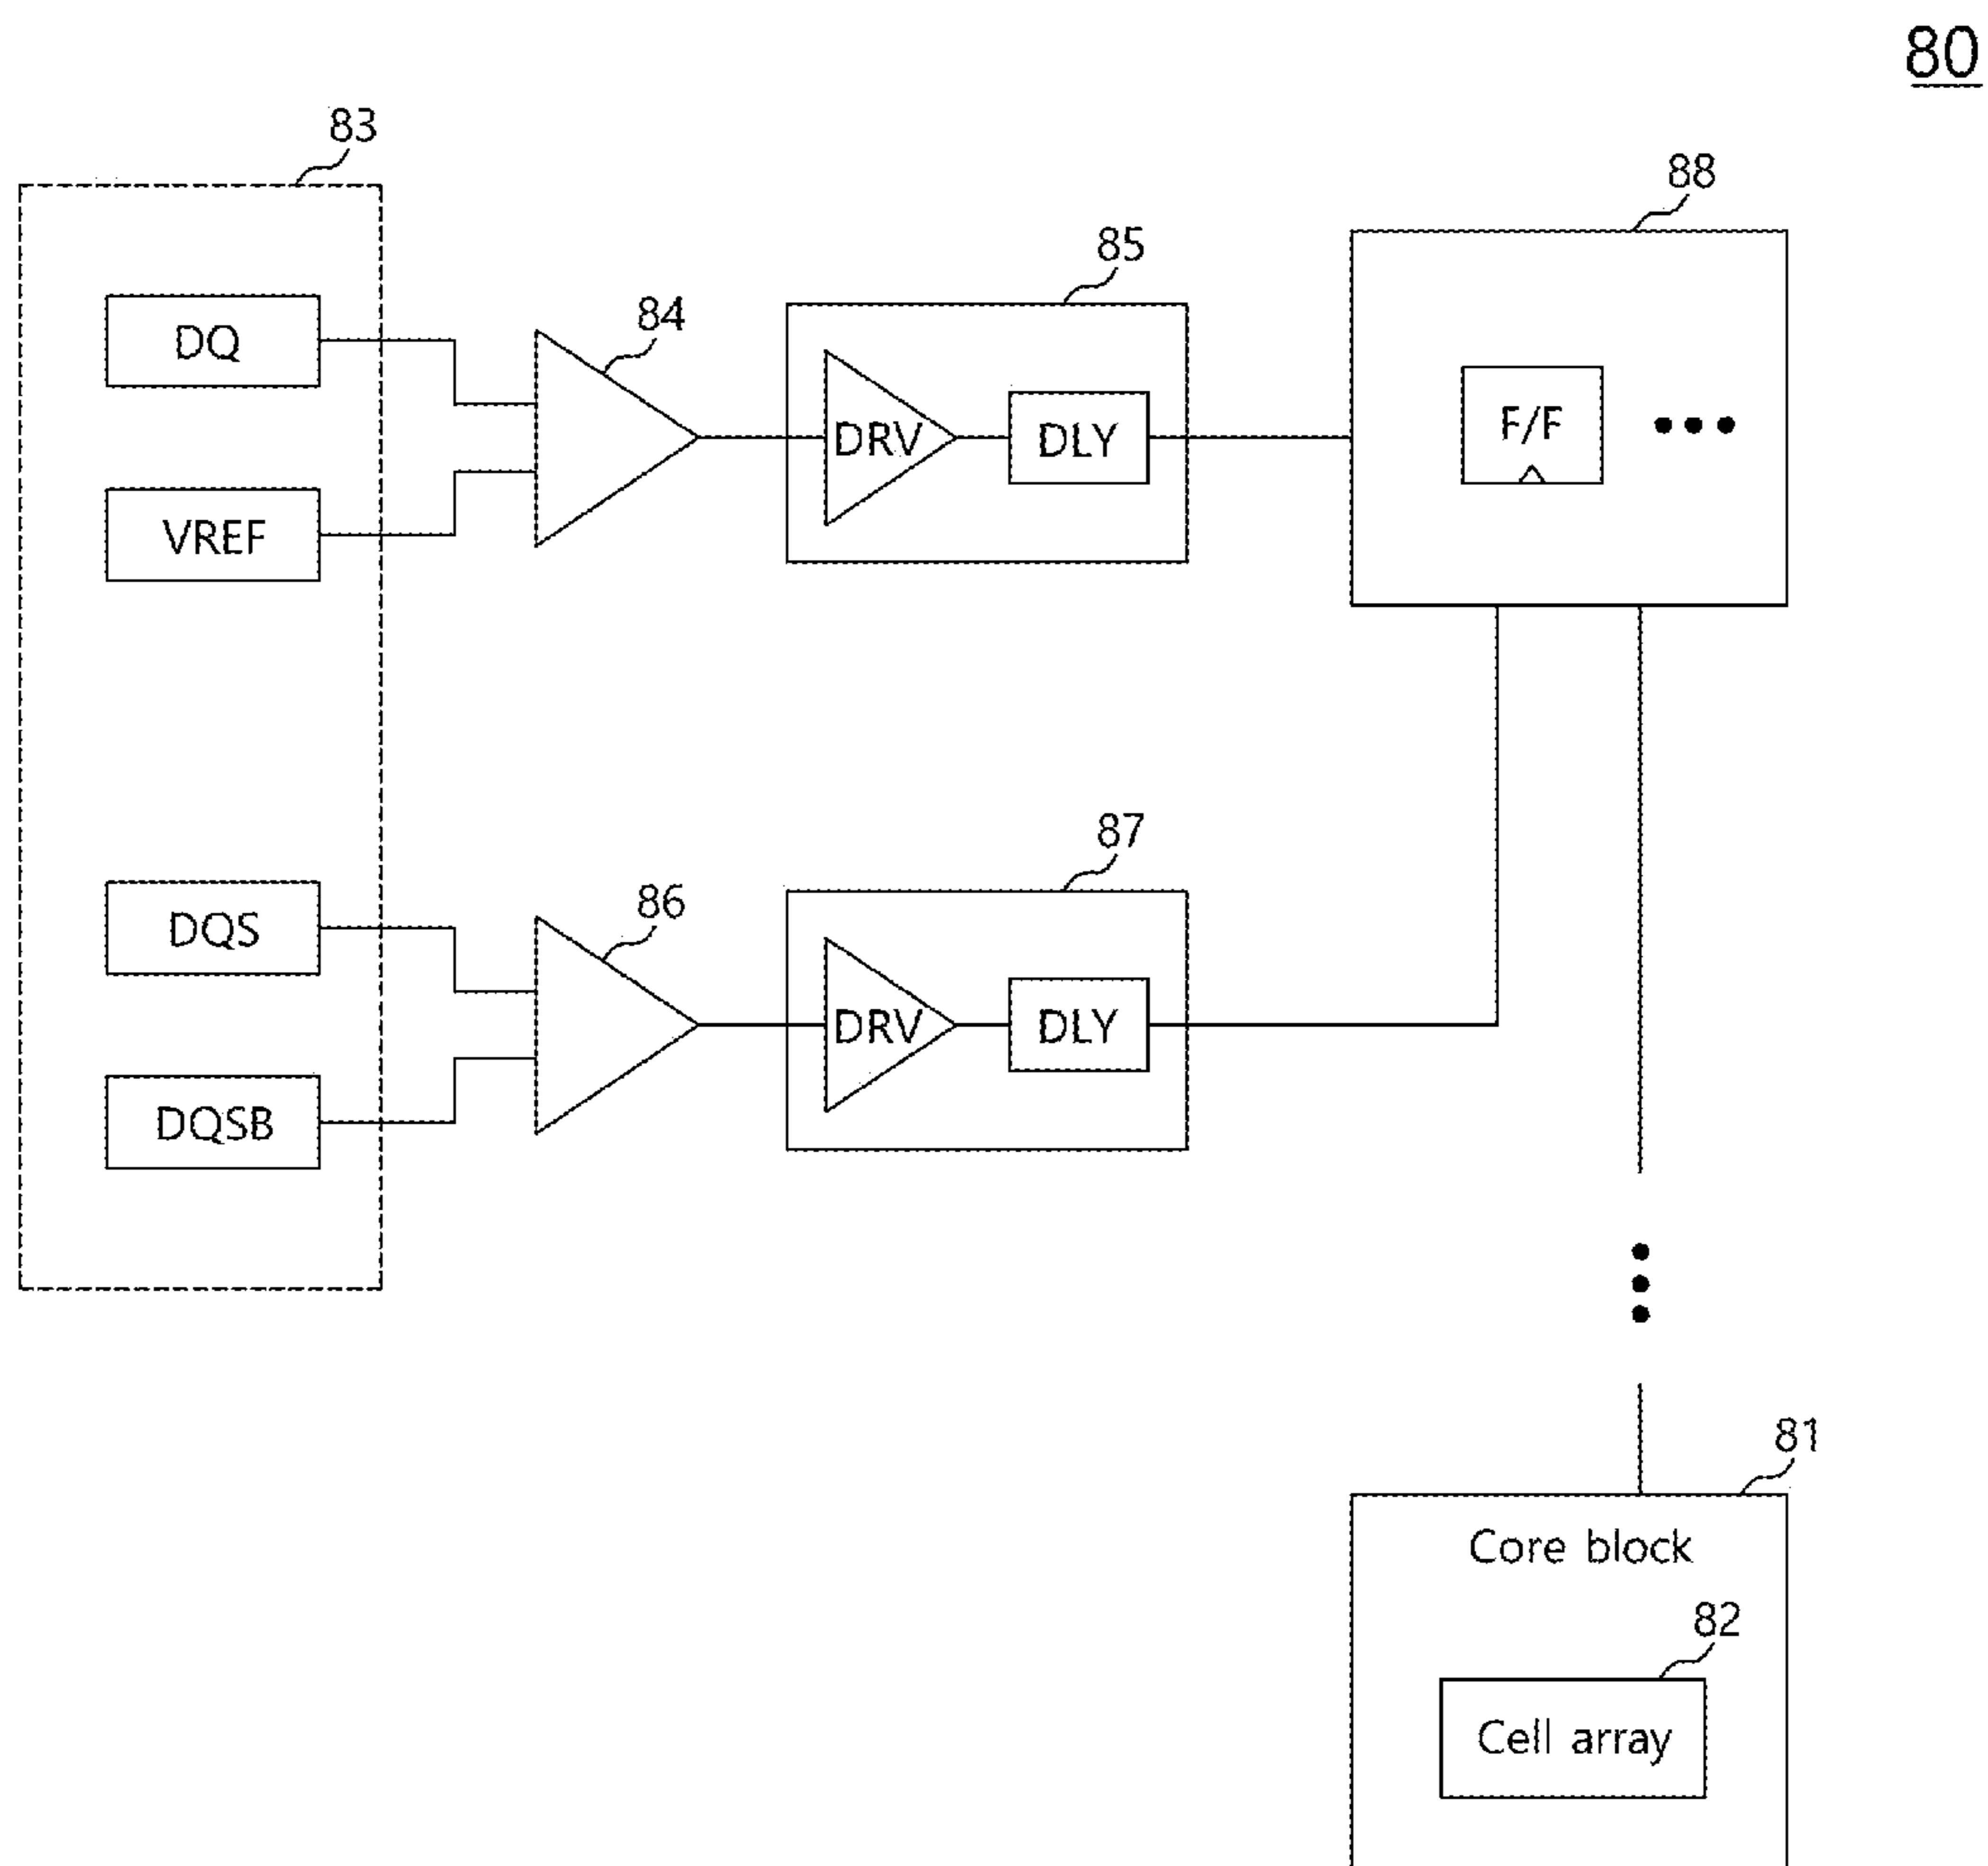 80
83
88
85
84
DQ
DRV
DLY
F/F
VREF
87
86
DQS
DRV
DLY
DQSB
81
Core block
82
Cell array